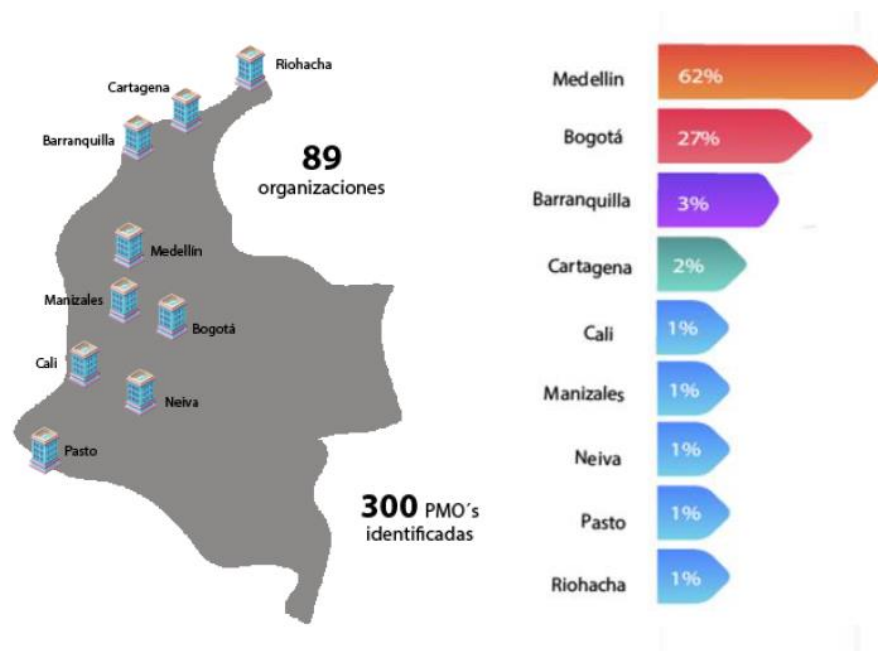 Riohacha
Cartagena
Barranquilla
89
organizaciones
Medellín
Manizales
Bogotá
Cali
Neiva
Pasto
300 PMO´s
identificadas
Medellin 62%
Bogotá 27%
Barranquilla 3%
Cartagena 2%
Cali 1%
Manizales 1%
Neiva 1%
Pasto 1%
Riohacha 1%